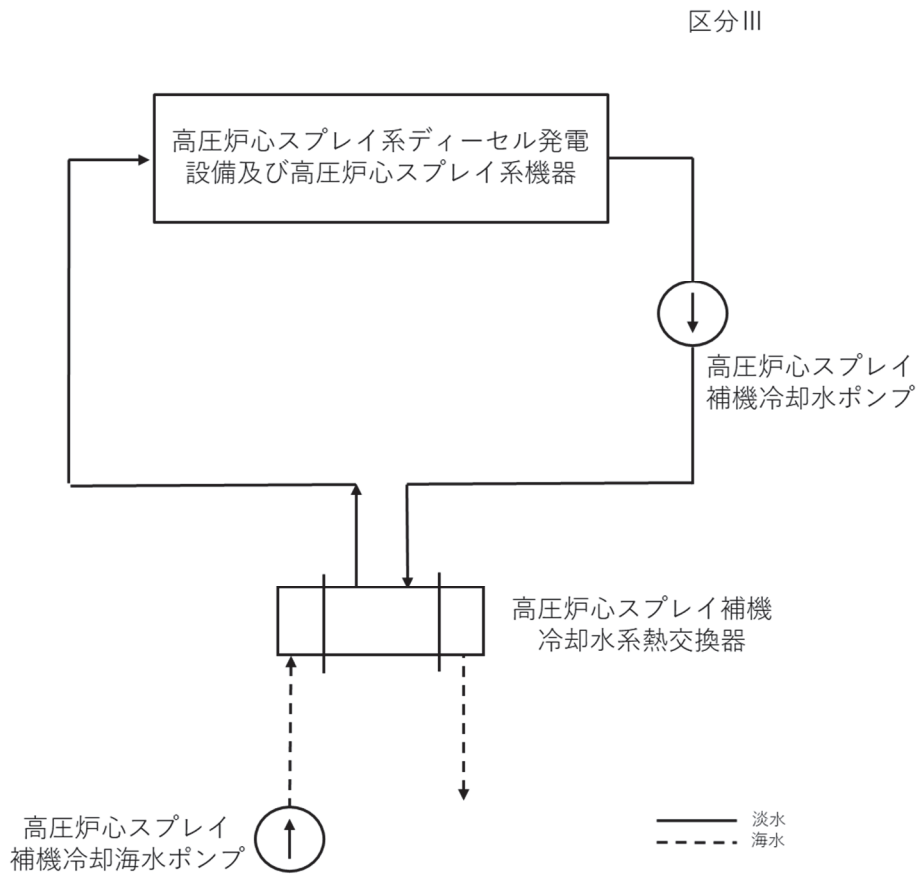 区分Ⅲ
高圧炉心スプレイ系ディーゼル発電
設備及び高圧炉心スプレイ系機器
高圧炉心スプレイ
補機冷却水ポンプ
高圧炉心スプレイ補機
冷却水系熱交換器
高圧炉心スプレイ
補機冷却海水ポンプ
淡水
海水